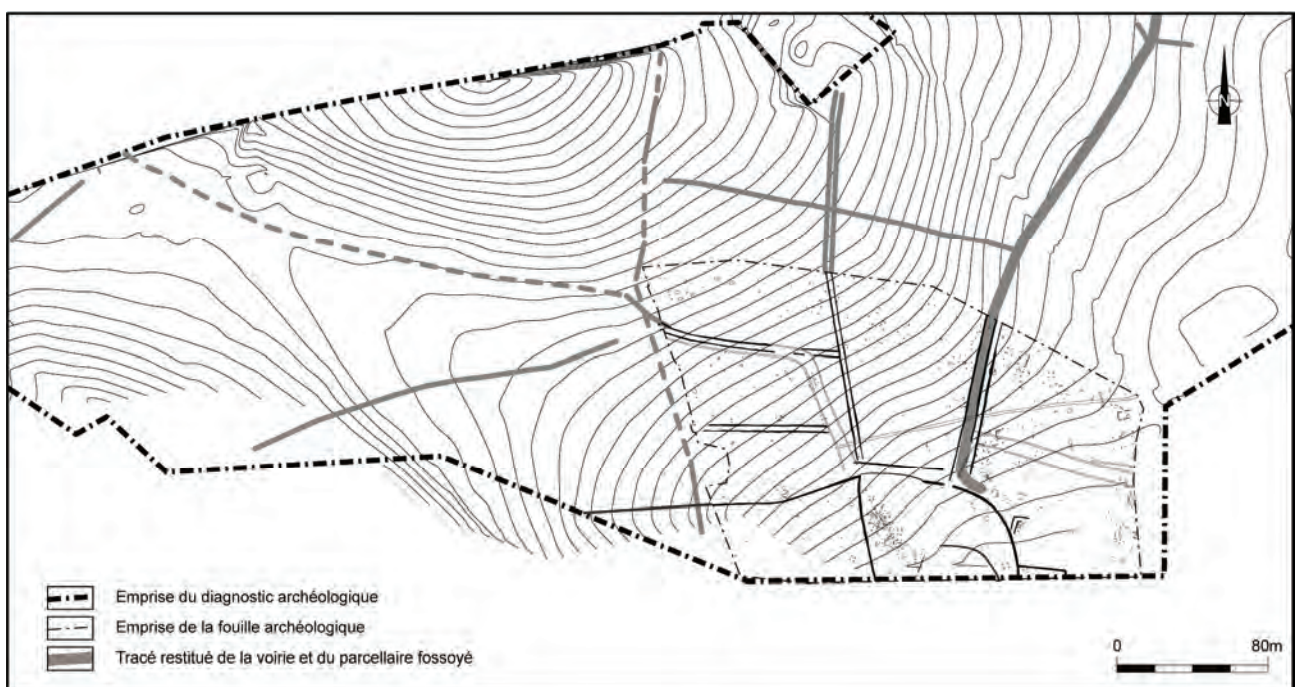 N
Emprise du diagnostic archéologique
Emprise de la fouille archéologique
Tracé restitué de la voirie et du parcellaire fossoyé
0 80m